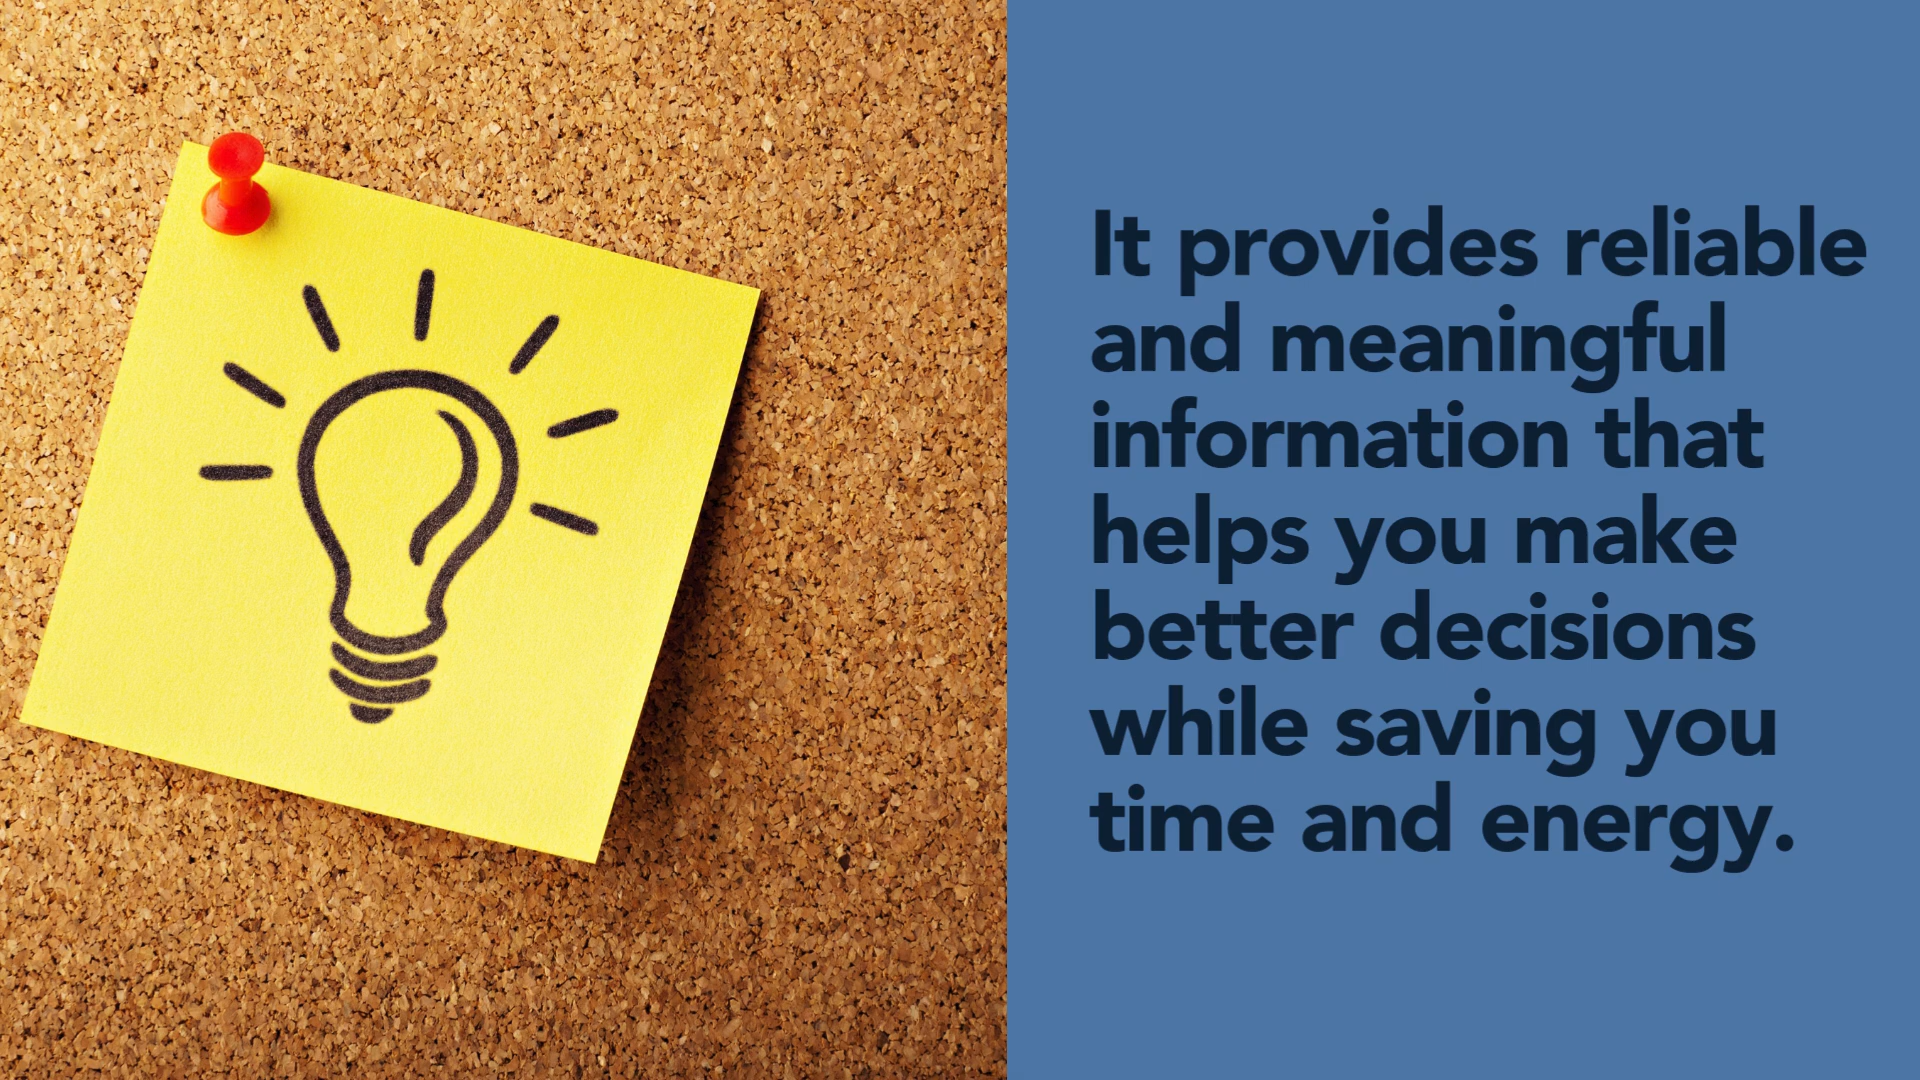 It provides reliable
and meaningful
information that
helps you make
better decisions
while saving you
time and energy.